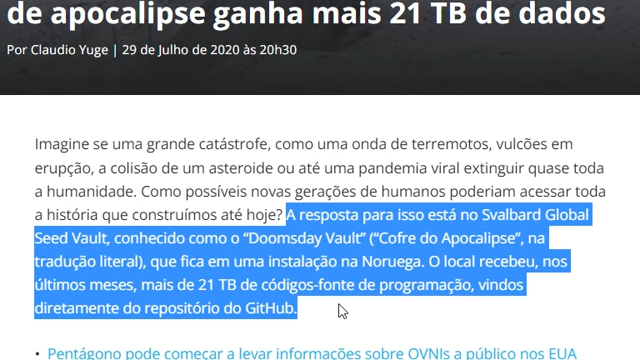 de apocalipse ganha mais 21 TB de dados
Por Claudio Yuge | 29 de Julho de 2020 às 20h30
Imagine se uma grande catástrofe, como uma onda de terremotos, vulcões em
erupção, a colisão de um asteroide ou até uma pandemia viral extinguir quase toda
a humanidade. Como possíveis novas gerações de humanos poderiam acessar toda
a história que construímos até hoje? A resposta para isso está no Svalbard Global
Seed Vault, conhecido como o “Doomsday Vault” (“Cofre do Apocalipse”, na
tradução literal), que fica em uma instalação na Noruega. O local recebeu, nos
últimos meses, mais de 21 TB de códigos-fonte de programação, vindos
diretamente do repositório do GitHub.
• Pentágono pode começar a levar informações sobre OVNIs a público nos EUA